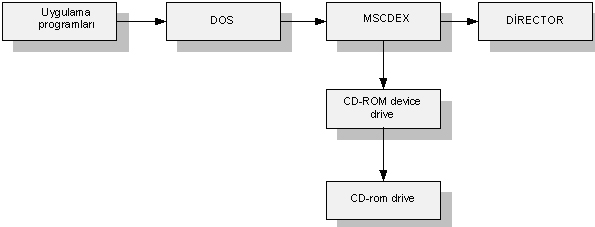 Uygulama
programları
DOS
MSCDEX
DİRECTOR
CD-ROM device
drive
CD-rom drive